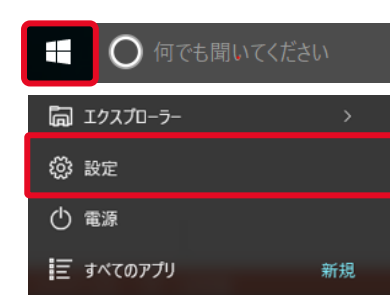 何でも聞いてください
エクスプローラー
設定
電源
すべてのアプリ 新規